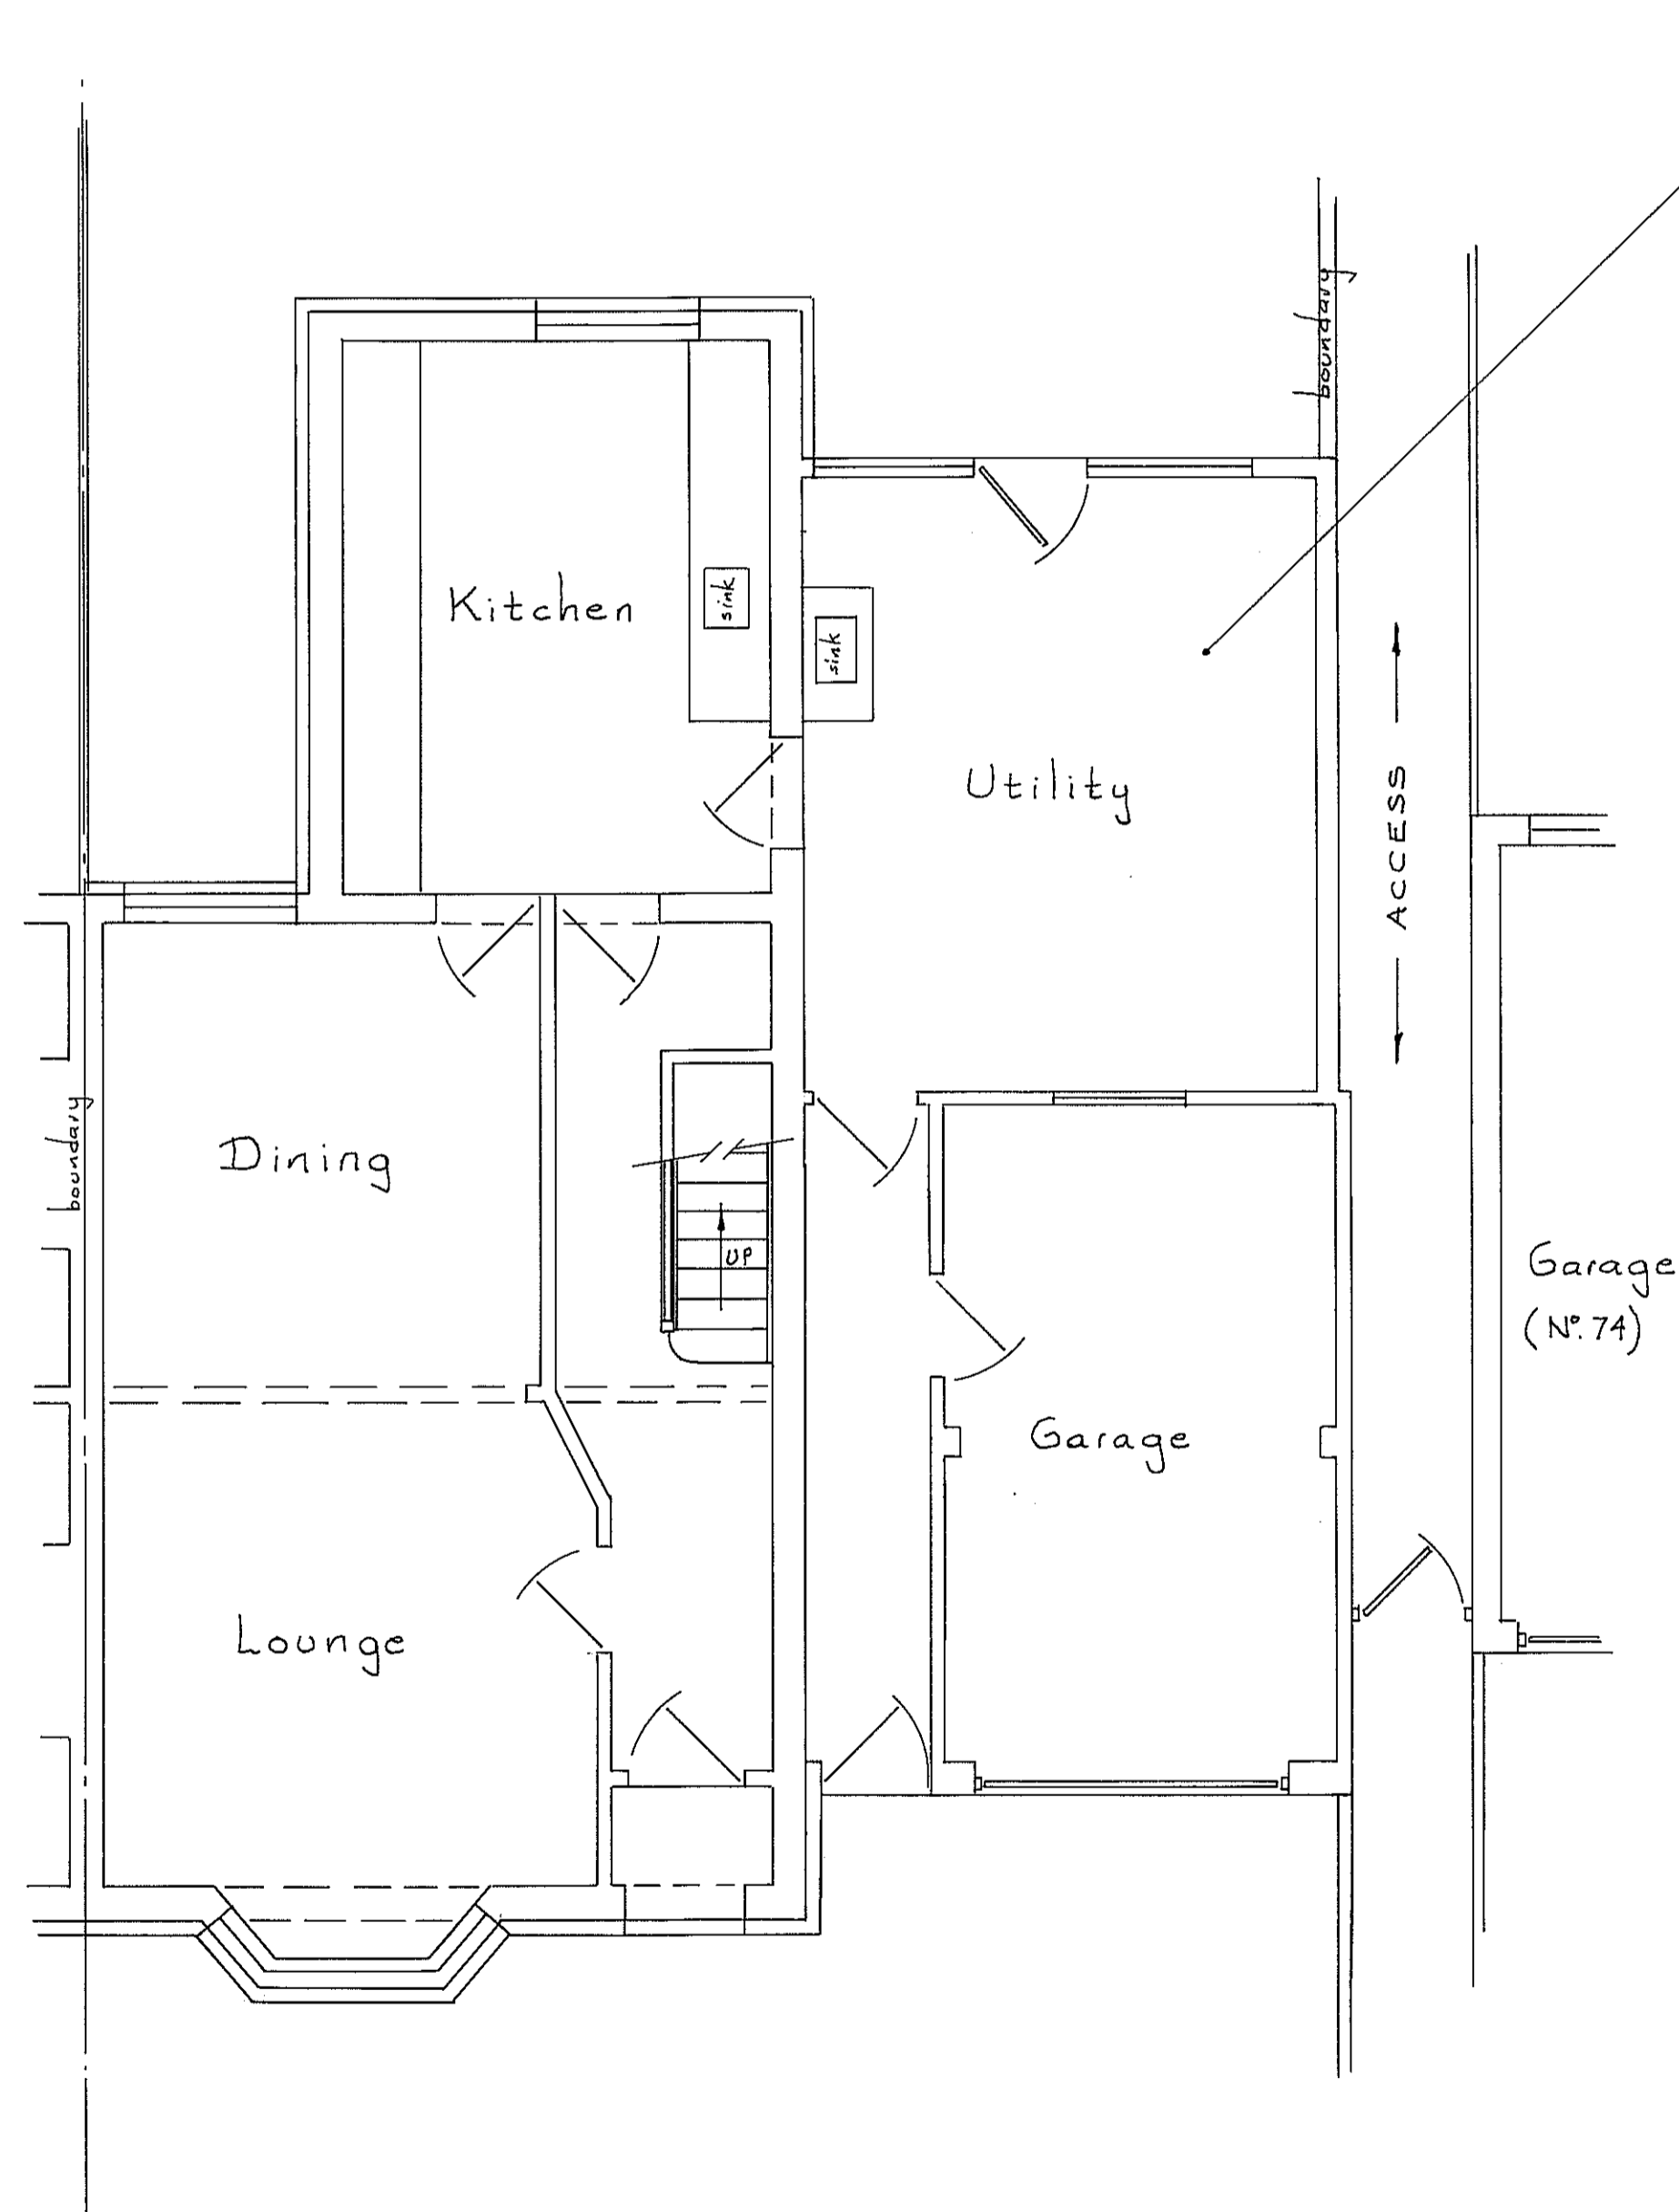 boundary
Kitchen
sink
sink
Utility
ACCESS
boundary
Dining
UP
Garage
(Nº. 74)
Garage
Lounge